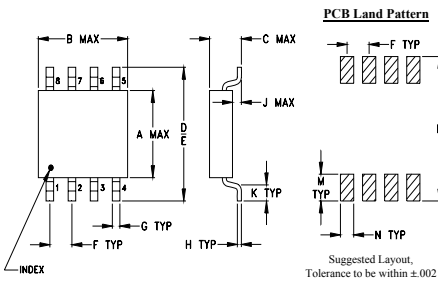 PCB Land Pattern
B MAX
C MAX
F TYP
8 7 6 5
J MAX
A MAX
D
E
K TYP
M
TYP
1 2 3 4
G TYP
F TYP
H TYP
N TYP
INDEX
Suggested Layout,
Tolerance to be within ±.002